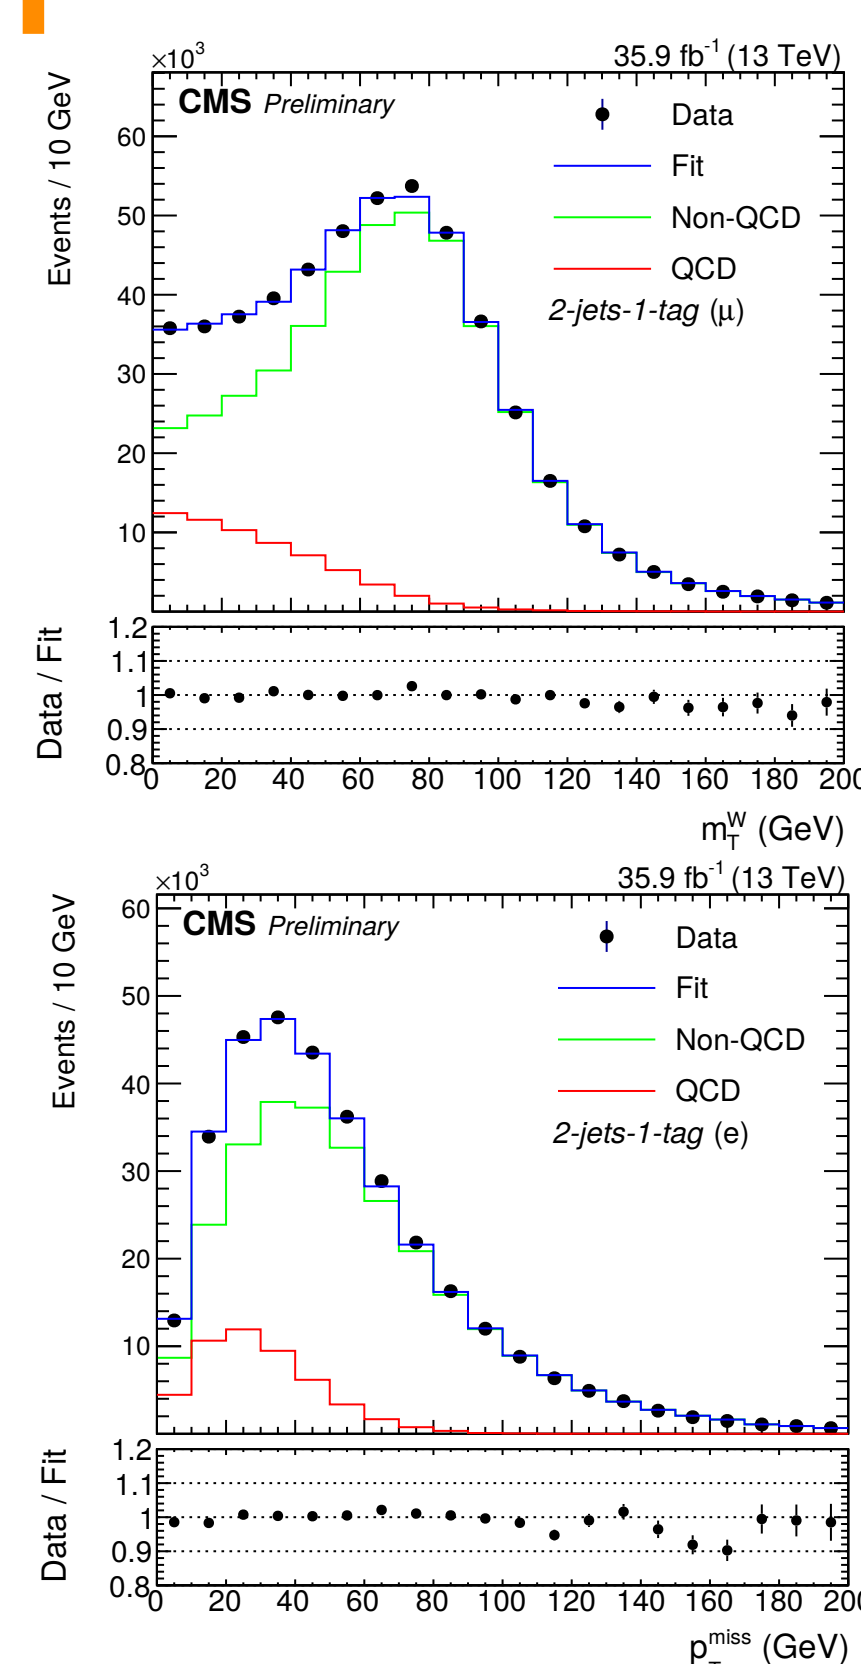 ×10³ 35.9 fb⁻¹ (13 TeV)
CMS Preliminary
Events / 10 GeV
Data
Fit
Non-QCD
QCD
2-jets-1-tag (μ)
60
50
40
30
20
10
Data / Fit
1.2
1.1
1
0.9
0.8
0 20 40 60 80 100 120 140 160 180 200
m_T^W (GeV)
×10³ 35.9 fb⁻¹ (13 TeV)
CMS Preliminary
Events / 10 GeV
Data
Fit
Non-QCD
QCD
2-jets-1-tag (e)
60
50
40
30
20
10
Data / Fit
1.2
1.1
1
0.9
0.8
0 20 40 60 80 100 120 140 160 180 200
p_T^miss (GeV)